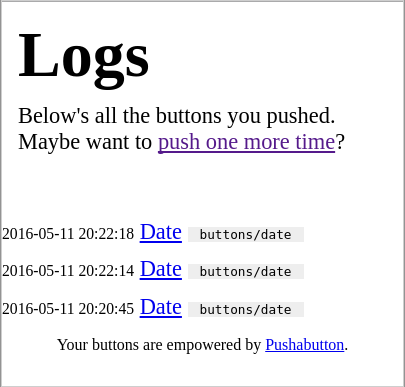 Logs
Below's all the buttons you pushed.
Maybe want to push one more time?
2016-05-11 20:22:18 Date buttons/date
2016-05-11 20:22:14 Date buttons/date
2016-05-11 20:20:45 Date buttons/date
Your buttons are empowered by Pushabutton.